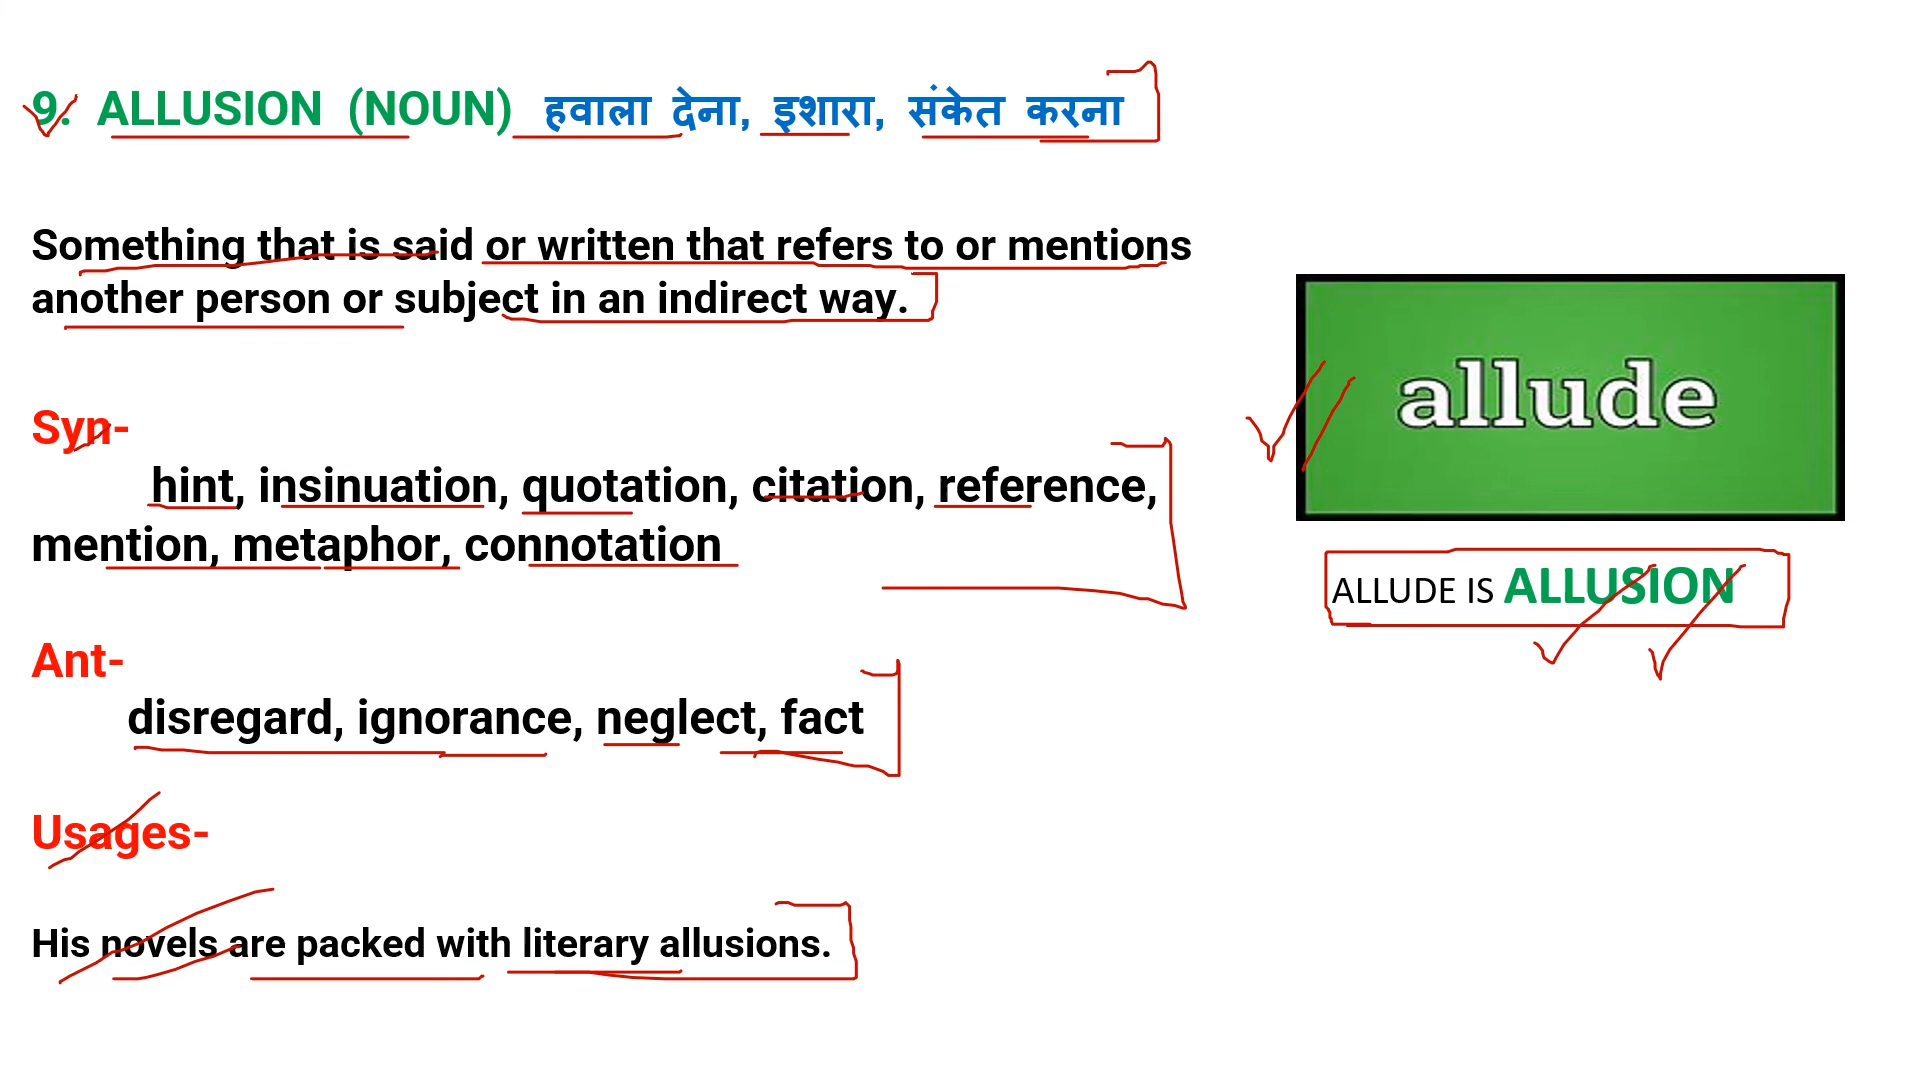 9. ALLUSION (NOUN) हवाला देना, इशारा, संकेत करना
Something that is said or written that refers to or mentions
another person or subject in an indirect way.
Syn-
hint, insinuation, quotation, citation, reference,
mention, metaphor, connotation
Ant-
disregard, ignorance, neglect, fact
Usages-
His novels are packed with literary allusions.
allude
ALLUDE IS ALLUSION